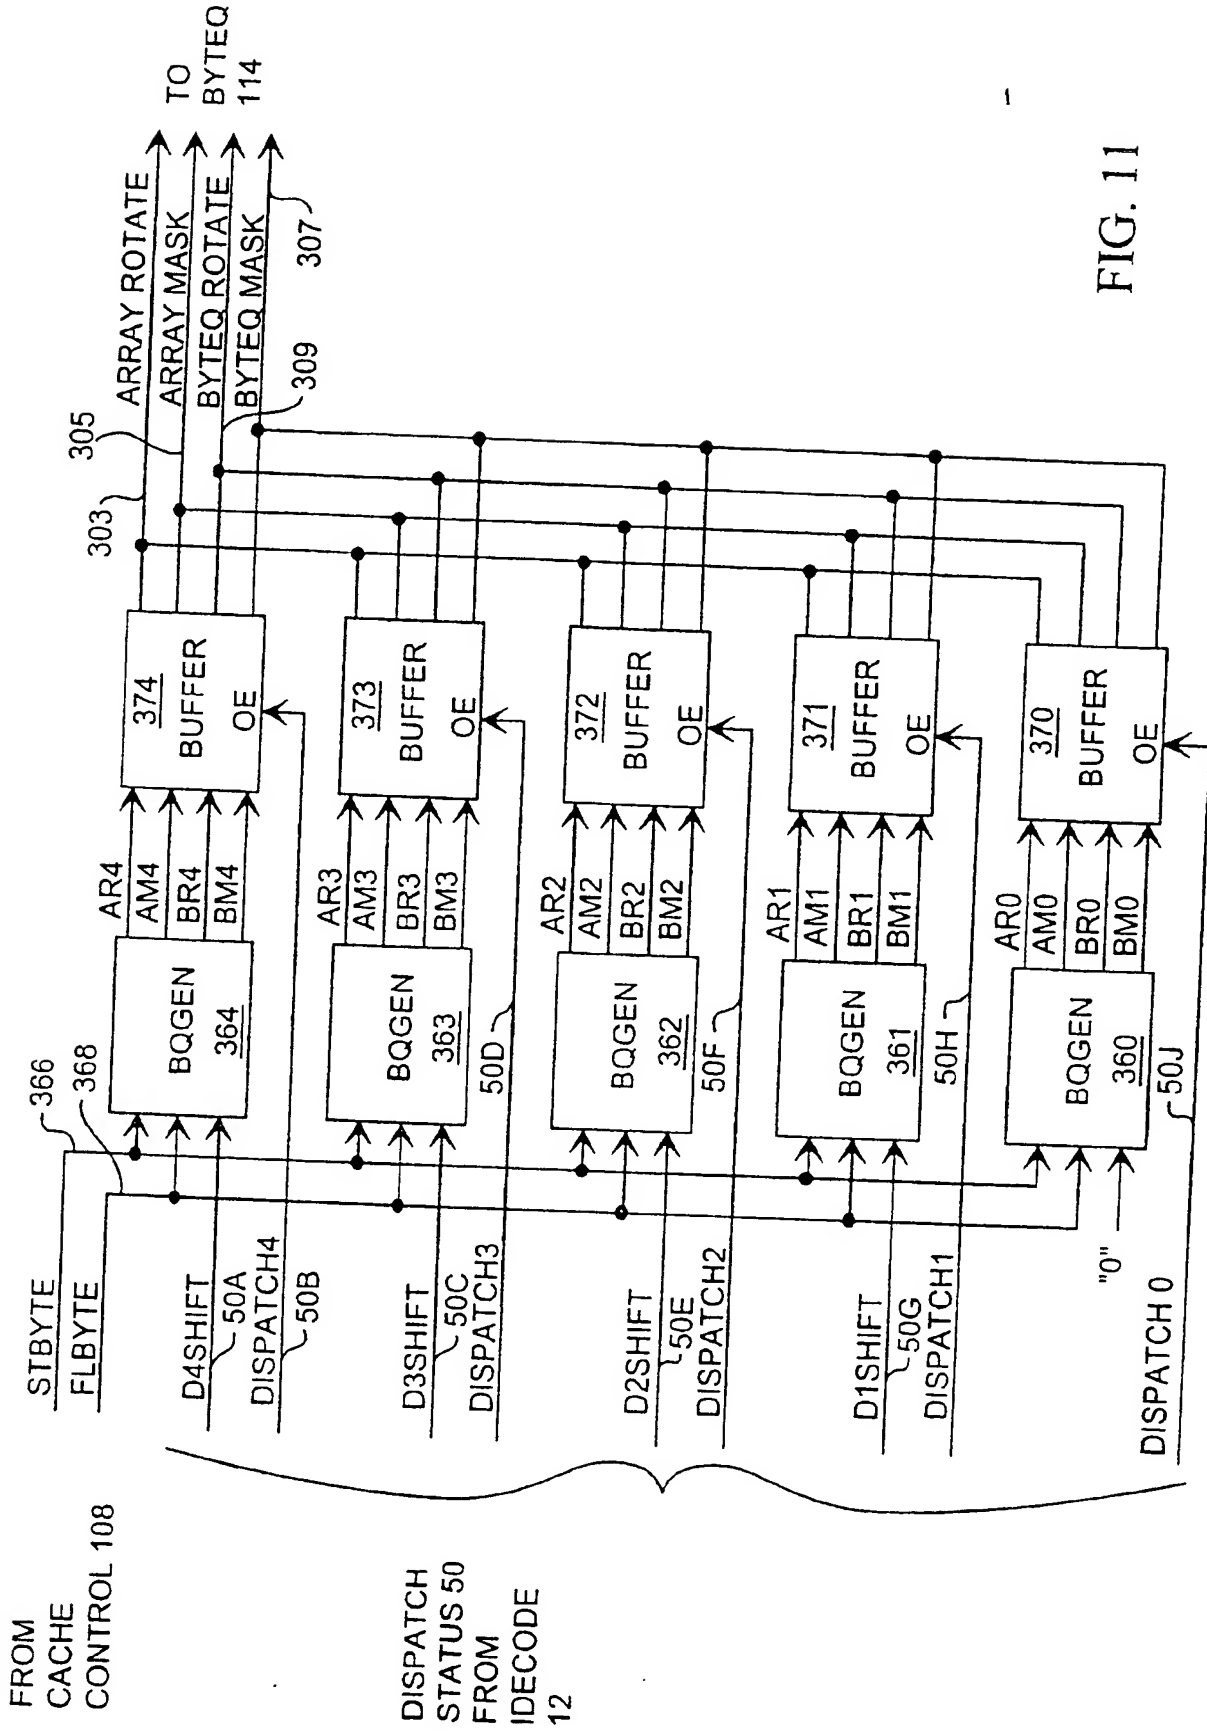 FROM
CACHE
CONTROL 108
STBYTE
FLBYTE
366
368
D4SHIFT
50A
DISPATCH4
50B
BQGEN
364
AR4
AM4
BR4
BM4
374
BUFFER
OE
303
305
ARRAY ROTATE
ARRAY MASK
BYTEQ ROTATE
BYTEQ MASK
309
307
TO
BYTEQ
114
DISPATCH
STATUS 50
FROM
IDECODE
12
D3SHIFT
50C
DISPATCH3
50D
BQGEN
363
AR3
AM3
BR3
BM3
373
BUFFER
OE
D2SHIFT
50E
DISPATCH2
50F
BQGEN
362
AR2
AM2
BR2
BM2
372
BUFFER
OE
D1SHIFT
50G
DISPATCH1
50H
BQGEN
361
AR1
AM1
BR1
BM1
371
BUFFER
OE
"0"
DISPATCH 0
50J
BQGEN
360
AR0
AM0
BR0
BM0
370
BUFFER
OE
FIG. 11